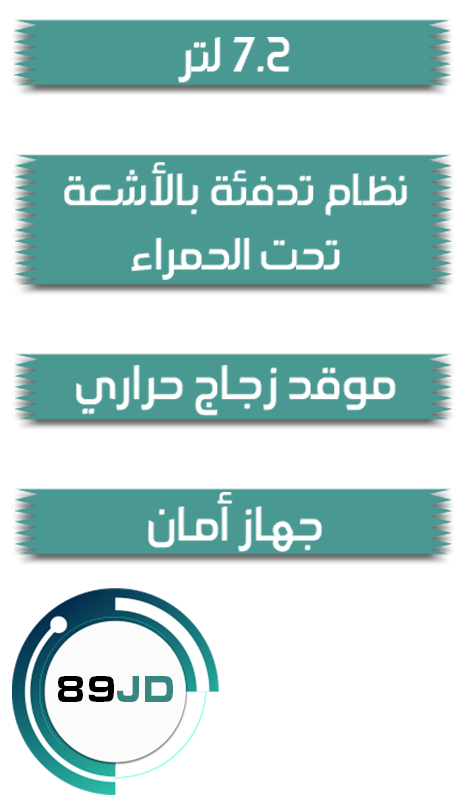 7.2 لتر
نظام تدفئة بالأشعة
تحت الحمراء
موقد زجاج حراري
جهاز أمان
89JD